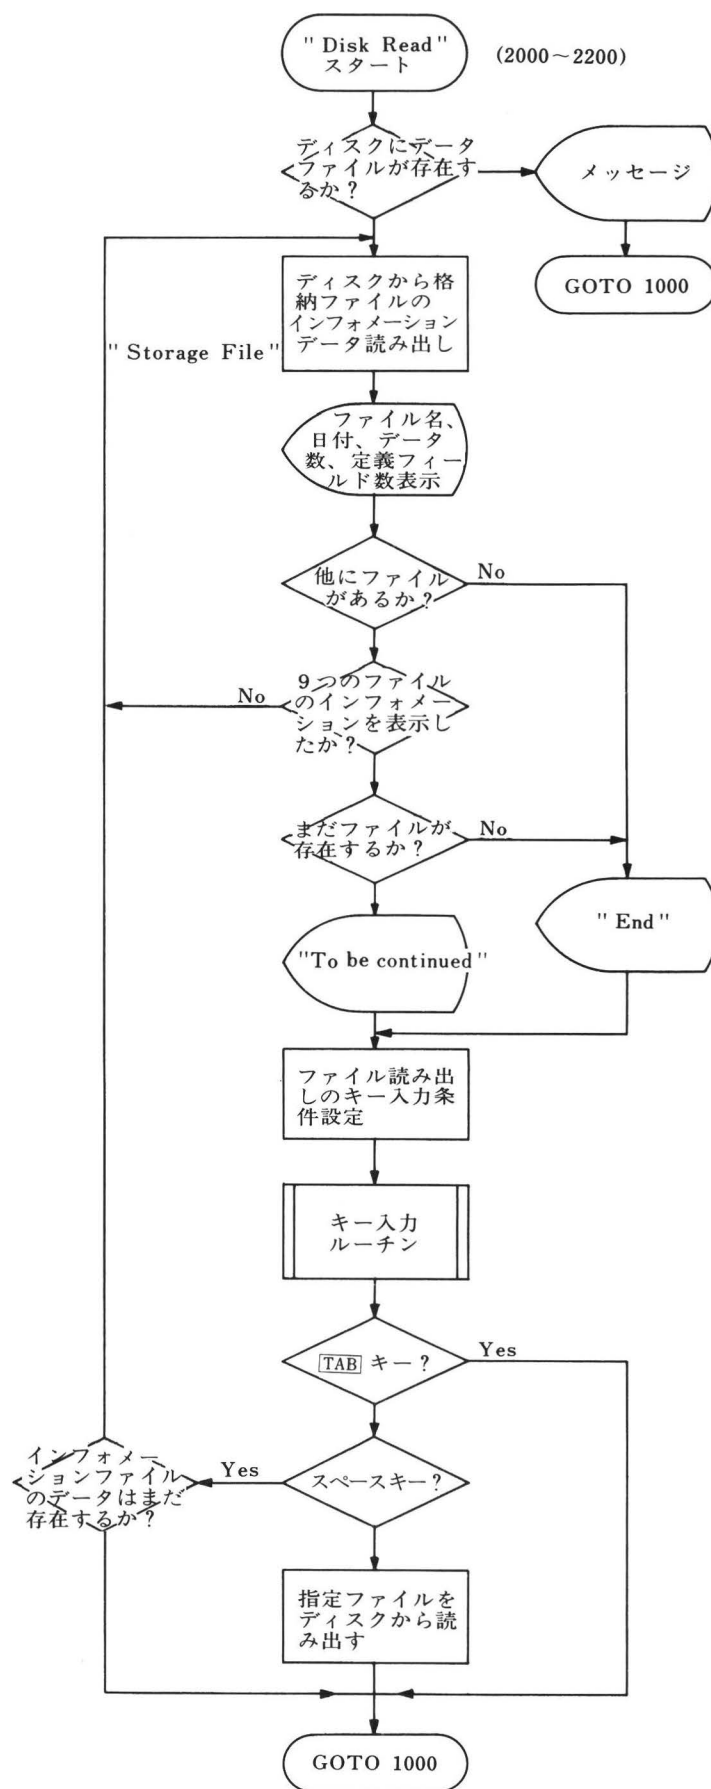 "Disk Read"
スタート
(2000～2200)
ディスクにデータ
ファイルが存在す
るか？
メッセージ
GOTO 1000
ディスクから格
納ファイルの
インフォメーション
データ読み出し
"Storage File"
ファイル名、
日付、データ
数、定義フィー
ルド数表示
他にファイル
があるか？
No
9つのファイル
のインフォメー
ションを表示し
たか？
No
まだファイルが
存在するか？
No
"End"
"To be continued"
ファイル読み出
しのキー入力条
件設定
キー入力
ルーチン
TAB キー？
Yes
スペースキー？
Yes
インフォメー
ションファイル
のデータはまだ
存在するか？
指定ファイルを
ディスクから読
み出す
GOTO 1000